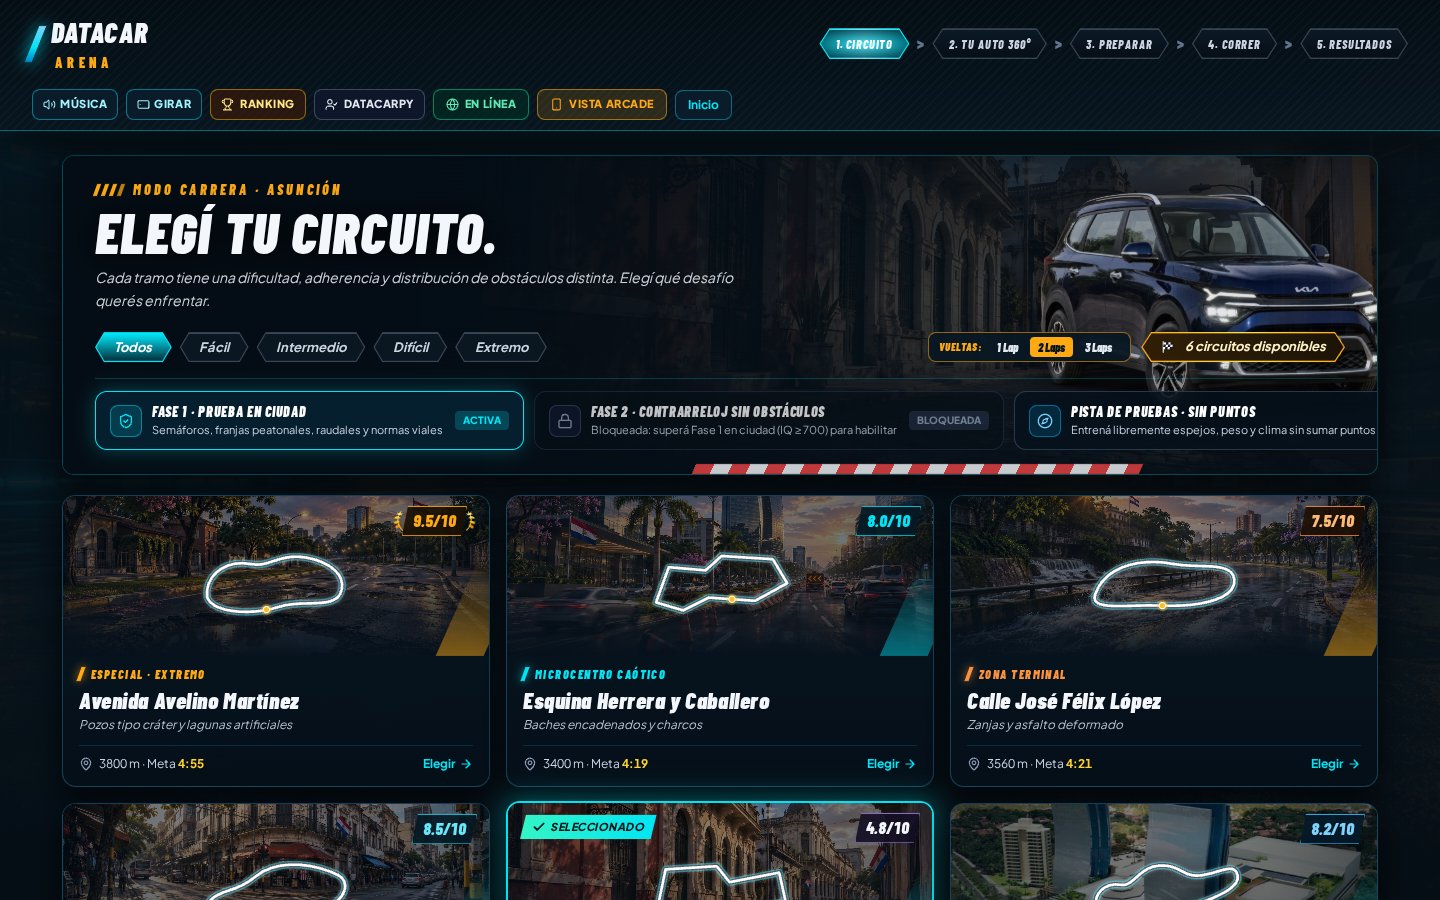 DATACAR
ARENA
1. CIRCUITO > 2. TU AUTO 360° > 3. PREPARAR > 4. CORRER > 5. RESULTADOS
MÚSICA GIRAR RANKING DATACARPY EN LÍNEA VISTA ARCADE Inicio
MODO CARRERA · ASUNCIÓN
ELEGÍ TU CIRCUITO.
Cada tramo tiene una dificultad, adherencia y distribución de obstáculos distinta. Elegí qué desafío
querés enfrentar.
Todos Fácil Intermedio Difícil Extremo VUELTAS: 1 Lap 2 Laps 3 Laps 6 circuitos disponibles
FASE 1 · PRUEBA EN CIUDAD
Semáforos, franjas peatonales, raudales y normas viales
ACTIVA
FASE 2 · CONTRARRELOJ SIN OBSTÁCULOS
Bloqueada: superá Fase 1 en ciudad (IQ ≥ 700) para habilitar
BLOQUEADA
PISTA DE PRUEBAS · SIN PUNTOS
Entrená libremente espejos, peso y clima sin sumar puntos
KIA
9.5/10
ESPECIAL · EXTREMO
Avenida Avelino Martínez
Pozos tipo cráter y lagunas artificiales
3800 m · Meta 4:55 Elegir →
8.0/10
MICROCENTRO CAÓTICO
Esquina Herrera y Caballero
Baches encadenados y charcos
3400 m · Meta 4:19 Elegir →
7.5/10
ZONA TERMINAL
Calle José Félix López
Zanjas y asfalto deformado
3560 m · Meta 4:21 Elegir →
8.5/10
SELECCIONADO 4.8/10
8.2/10